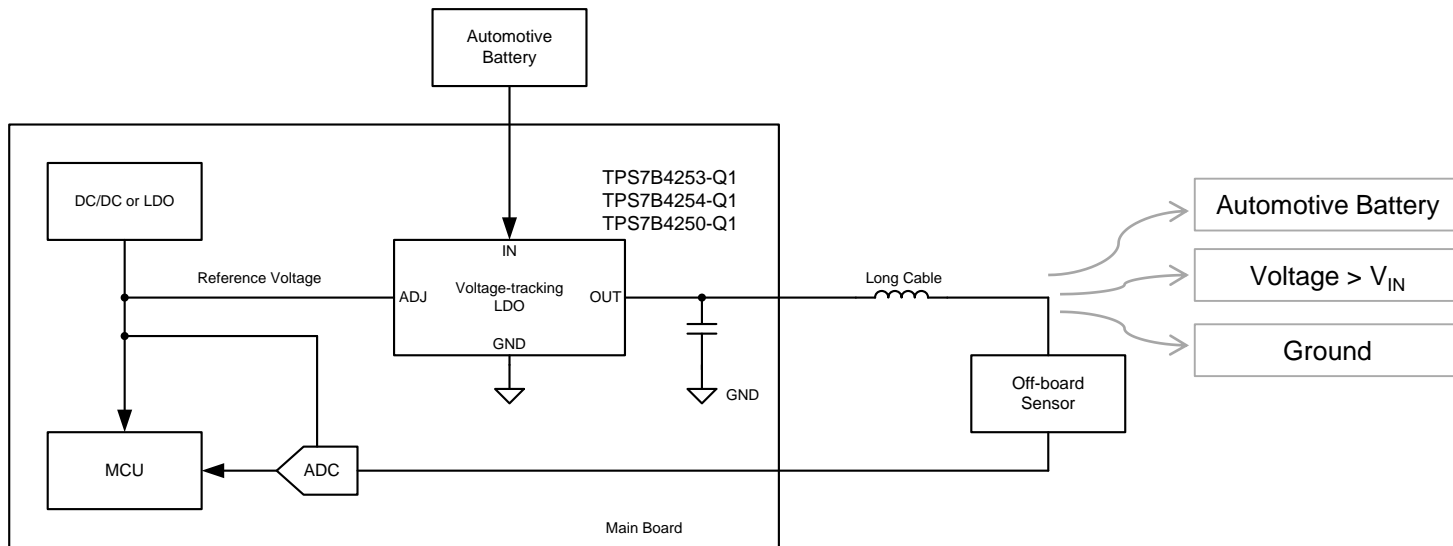 Automotive
Battery
DC/DC or LDO
TPS7B4253-Q1
TPS7B4254-Q1
TPS7B4250-Q1
Reference Voltage
IN
ADJ
Voltage-tracking
LDO
OUT
GND
GND
Long Cable
Off-board
Sensor
MCU
ADC
Main Board
Automotive Battery
Voltage > VIN
Ground